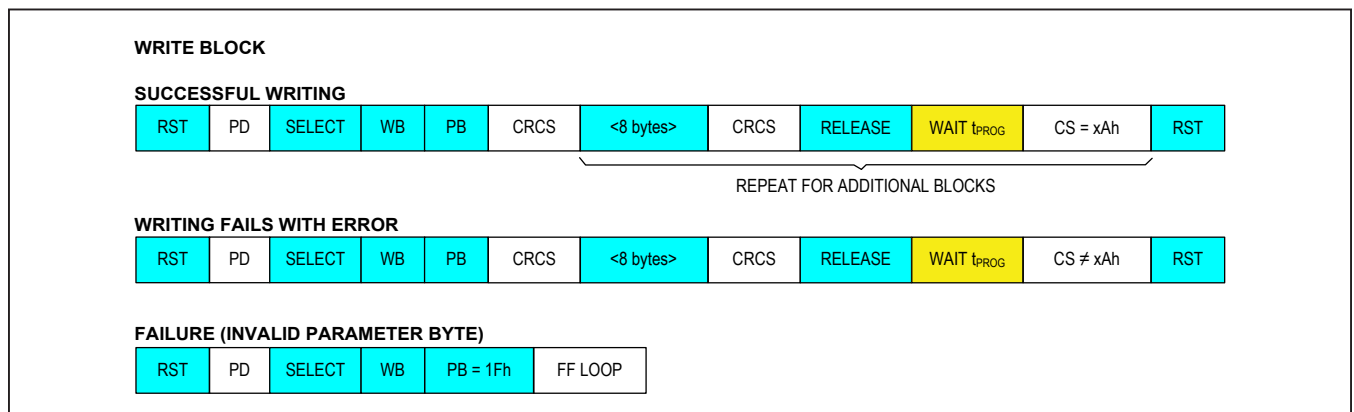 WRITE BLOCK
SUCCESSFUL WRITING
RST PD SELECT WB PB CRCS <8 bytes> CRCS RELEASE WAIT tPROG CS = xAh RST
REPEAT FOR ADDITIONAL BLOCKS
WRITING FAILS WITH ERROR
RST PD SELECT WB PB CRCS <8 bytes> CRCS RELEASE WAIT tPROG CS ≠ xAh RST
FAILURE (INVALID PARAMETER BYTE)
RST PD SELECT WB PB = 1Fh FF LOOP